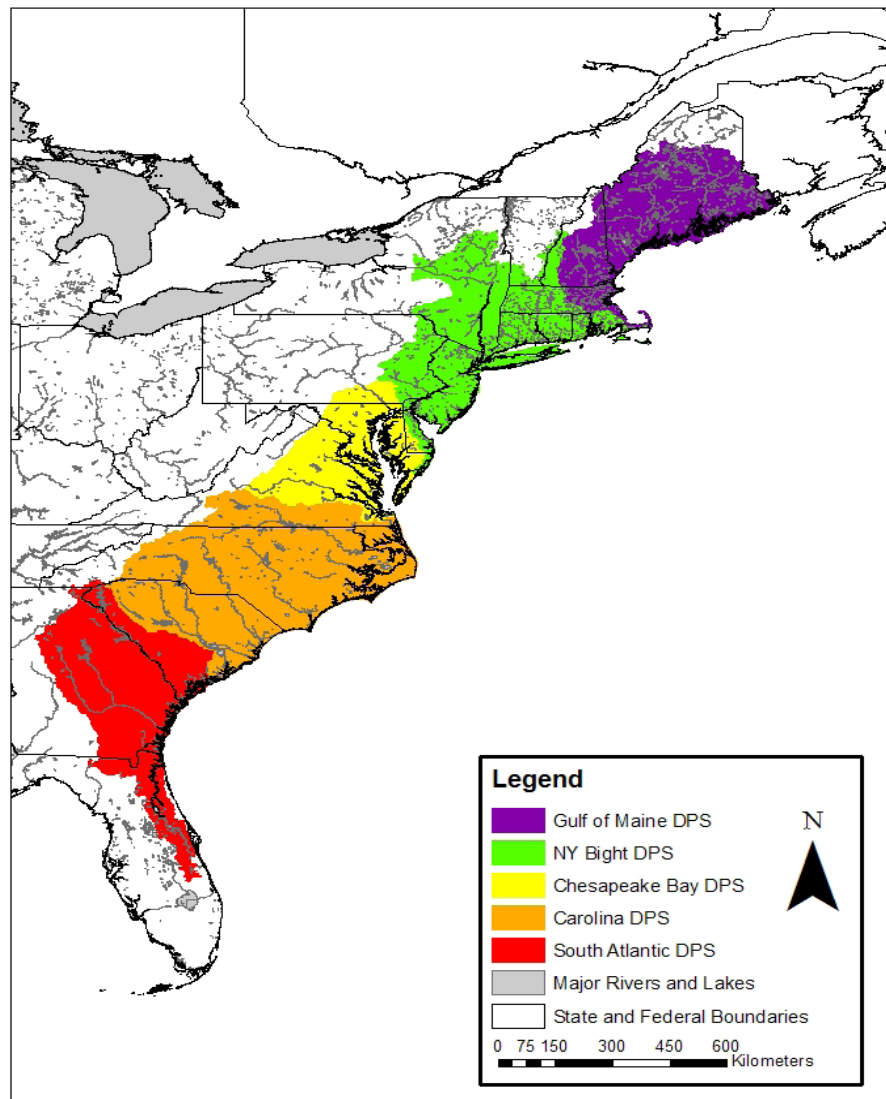 Legend
Gulf of Maine DPS
NY Bight DPS
Chesapeake Bay DPS
Carolina DPS
South Atlantic DPS
Major Rivers and Lakes
State and Federal Boundaries
N
0 75 150 300 450 600
Kilometers